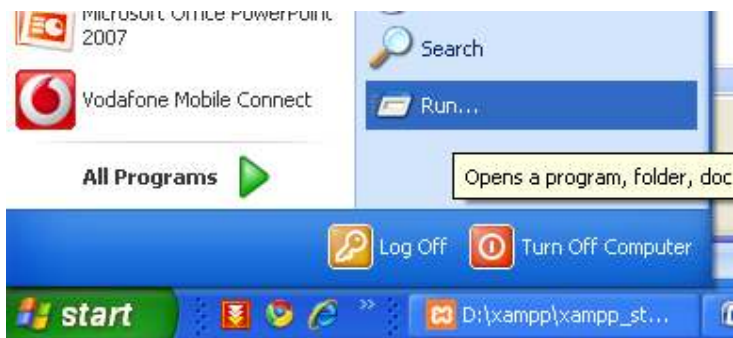 Microsoft Office PowerPoint
2007
Vodafone Mobile Connect
All Programs
Search
Run...
Opens a program, folder, doc
Log Off
Turn Off Computer
start
D:\xampp\xampp_st...